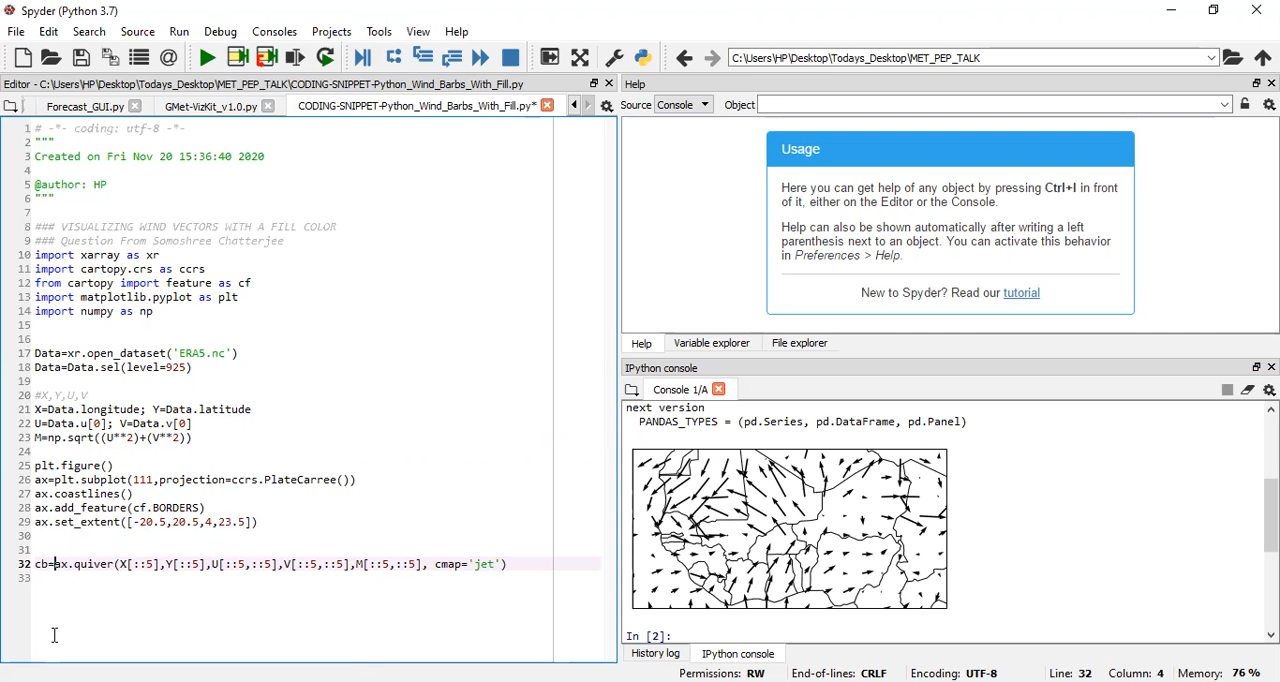 Spyder (Python 3.7)
File Edit Search Source Run Debug Consoles Projects Tools View Help
C:\Users\HP\Desktop\Todays_Desktop\MET_PEP_TALK
Editor - C:\Users\HP\Desktop\Todays_Desktop\MET_PEP_TALK\CODING-SNIPPET-Python_Wind_Barbs_With_Fill.py
Forecast_GUI.py GMet-VizKit_v1.0.py CODING-SNIPPET-Python_Wind_Barbs_With_Fill.py*
1 # -*- coding: utf-8 -*-
2 """
3 Created on Fri Nov 20 15:36:40 2020
4
5 @author: HP
6 """
7
8 ### VISUALIZING WIND VECTORS WITH A FILL COLOR
9 ### Question From Somoshree Chatterjee
10 import xarray as xr
11 import cartopy.crs as ccrs
12 from cartopy import feature as cf
13 import matplotlib.pyplot as plt
14 import numpy as np
15
16
17 Data=xr.open_dataset('ERA5.nc')
18 Data=Data.sel(level=925)
19
20 #X,Y,U,V
21 X=Data.longitude; Y=Data.latitude
22 U=Data.u[0]; V=Data.v[0]
23 M=np.sqrt((U**2)+(V**2))
24
25 plt.figure()
26 ax=plt.subplot(111,projection=ccrs.PlateCarree())
27 ax.coastlines()
28 ax.add_feature(cf.BORDERS)
29 ax.set_extent([-20.5,20.5,4,23.5])
30
31
32 cb=ax.quiver(X[::5],Y[::5],U[::5,::5],V[::5,::5],M[::5,::5], cmap='jet')
33
Help
Source Console Object
Usage
Here you can get help of any object by pressing Ctrl+I in front
of it, either on the Editor or the Console.
Help can also be shown automatically after writing a left
parenthesis next to an object. You can activate this behavior
in Preferences > Help.
New to Spyder? Read our tutorial
Help Variable explorer File explorer
IPython console
Console 1/A
next version
PANDAS_TYPES = (pd.Series, pd.DataFrame, pd.Panel)
In [2]:
History log IPython console
Permissions: RW End-of-lines: CRLF Encoding: UTF-8 Line: 32 Column: 4 Memory: 76 %